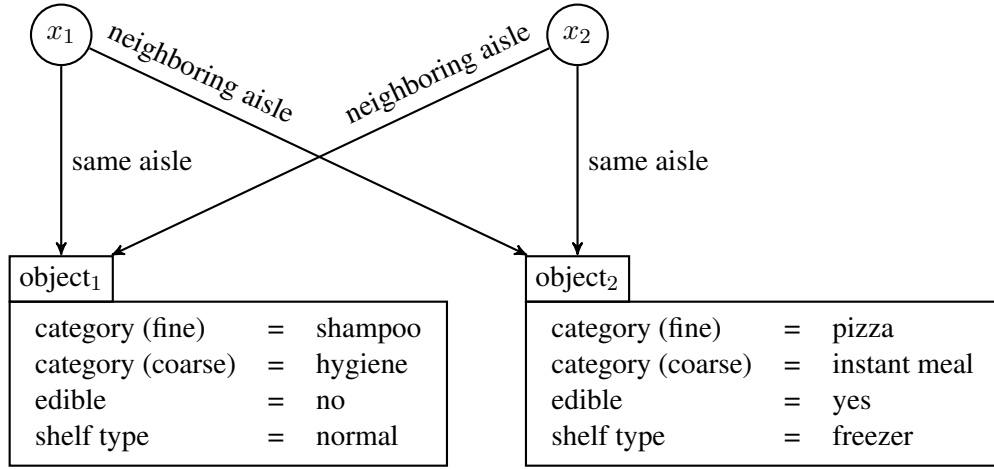 x₁
x₂
neighboring aisle
neighboring aisle
same aisle
same aisle
object₁
category (fine) = shampoo
category (coarse) = hygiene
edible = no
shelf type = normal
object₂
category (fine) = pizza
category (coarse) = instant meal
edible = yes
shelf type = freezer